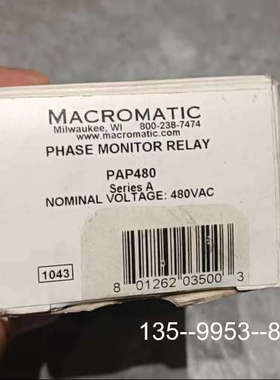 MACROMATIC
Milwaukee, WI 800-238-7474
www.macromatic.com
PHASE MONITOR RELAY
PAP480
Series A
NOMINAL VOLTAGE: 480VAC
1043
8 01262 03500 3
135--9953--8